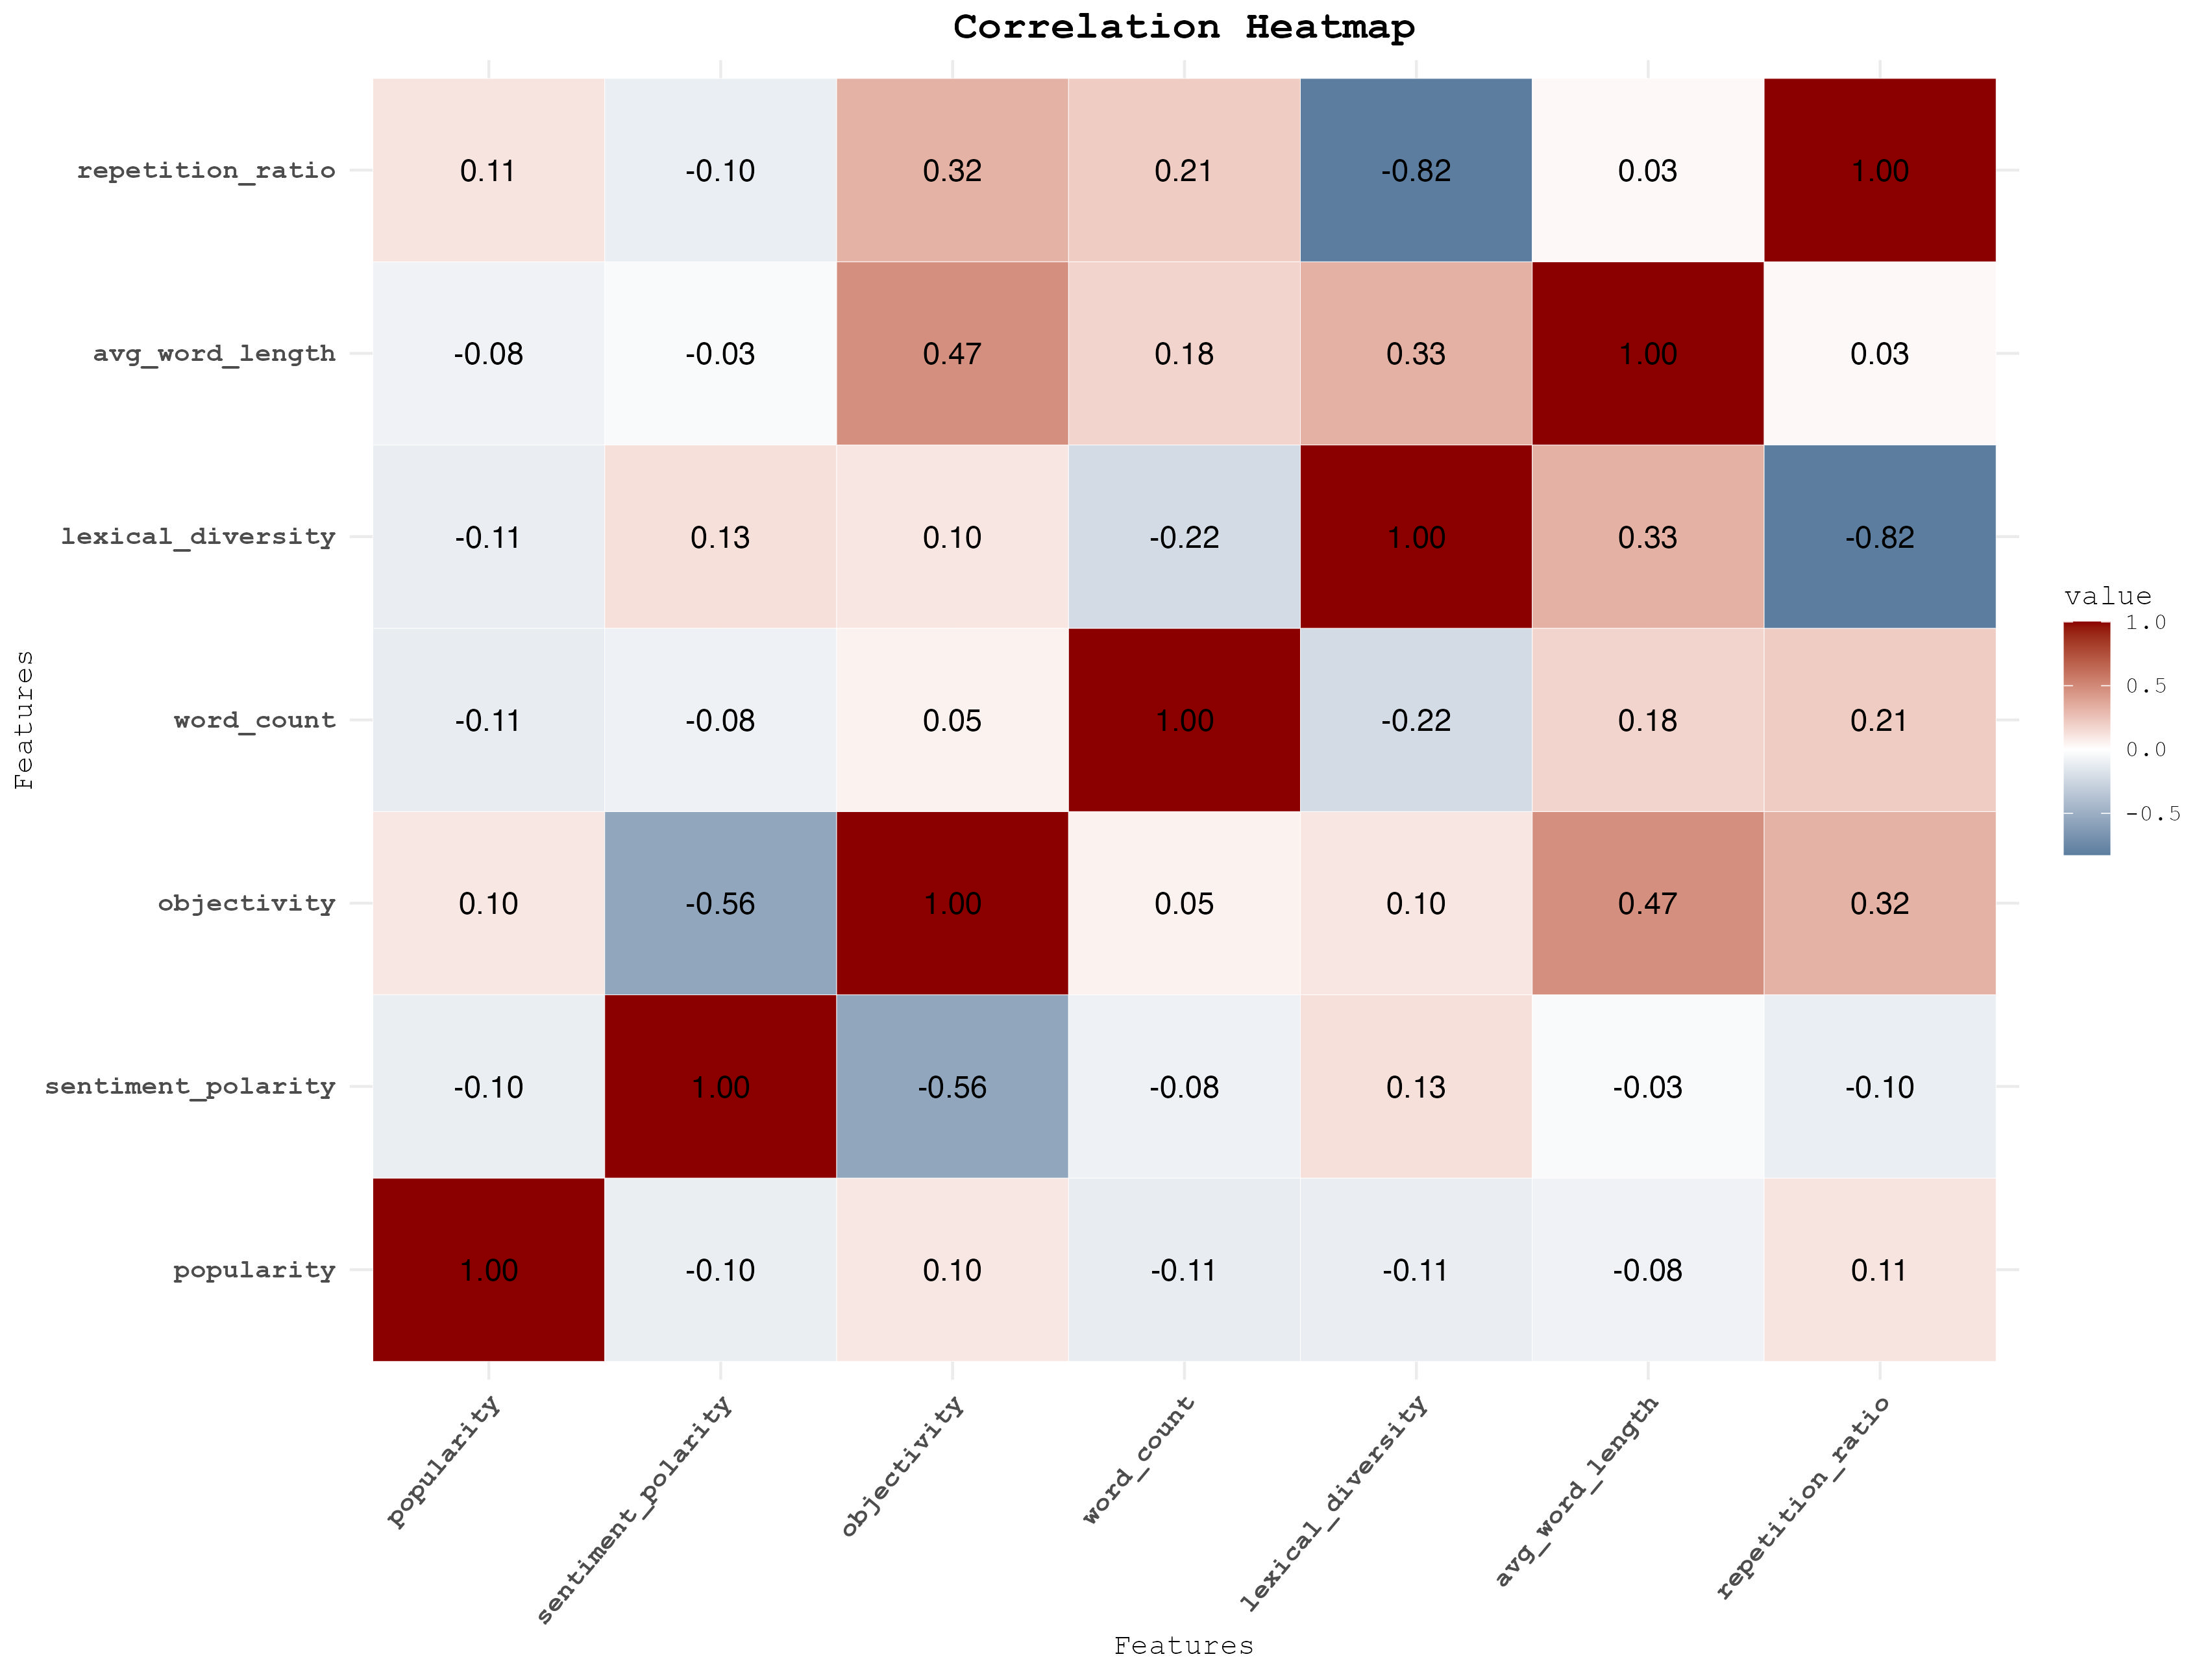 Correlation Heatmap
repetition_ratio 0.11 -0.10 0.32 0.21 -0.82 0.03 1.00
avg_word_length -0.08 -0.03 0.47 0.18 0.33 1.00 0.03
lexical_diversity -0.11 0.13 0.10 -0.22 1.00 0.33 -0.82
word_count -0.11 -0.08 0.05 1.00 -0.22 0.18 0.21
objectivity 0.10 -0.56 1.00 0.05 0.10 0.47 0.32
sentiment_polarity -0.10 1.00 -0.56 -0.08 0.13 -0.03 -0.10
popularity 1.00 -0.10 0.10 -0.11 -0.11 -0.08 0.11
Features
popularity
sentiment_polarity
objectivity
word_count
lexical_diversity
avg_word_length
repetition_ratio
Features
value
1.0
0.5
0.0
-0.5